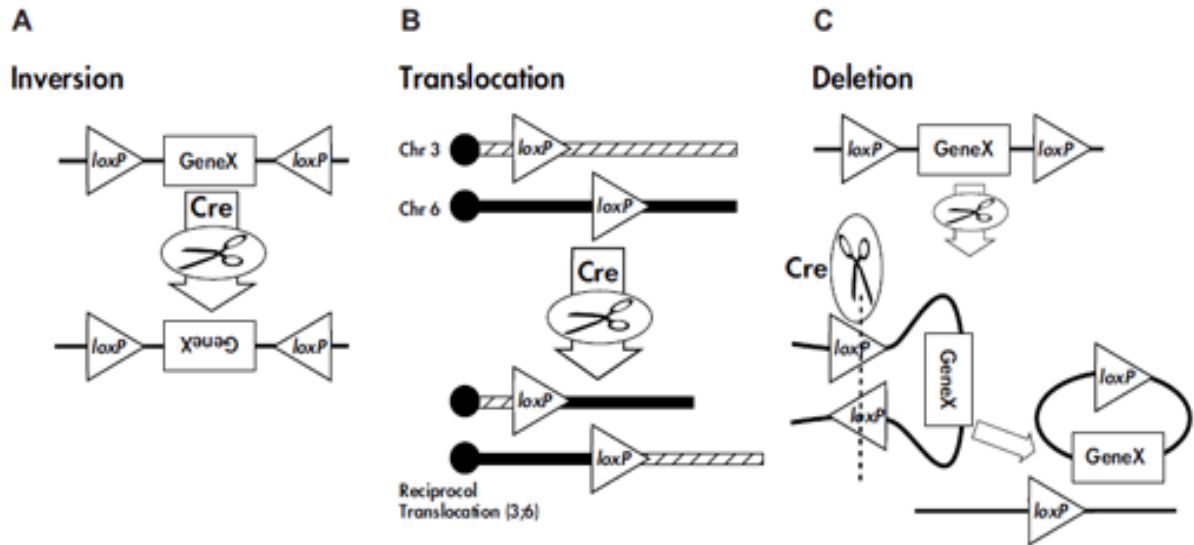 A
Inversion
loxP GeneX loxP
Cre
loxP GeneX loxP
B
Translocation
Chr 3 loxP
Chr 6 loxP
Cre
loxP
loxP
Reciprocol
Translocation (3;6)
C
Deletion
loxP GeneX loxP
Cre
loxP
GeneX
loxP
loxP
GeneX
loxP